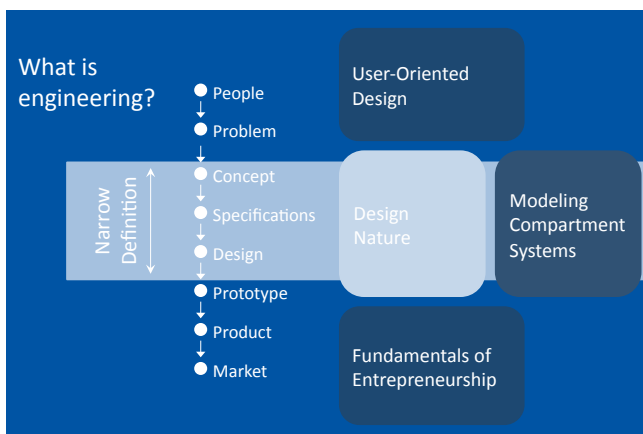 What is
engineering?
People
Problem
Concept
Specifications
Design
Prototype
Product
Market
Narrow
Definition
User-Oriented
Design
Design
Nature
Modeling
Compartment
Systems
Fundamentals of
Entrepreneurship